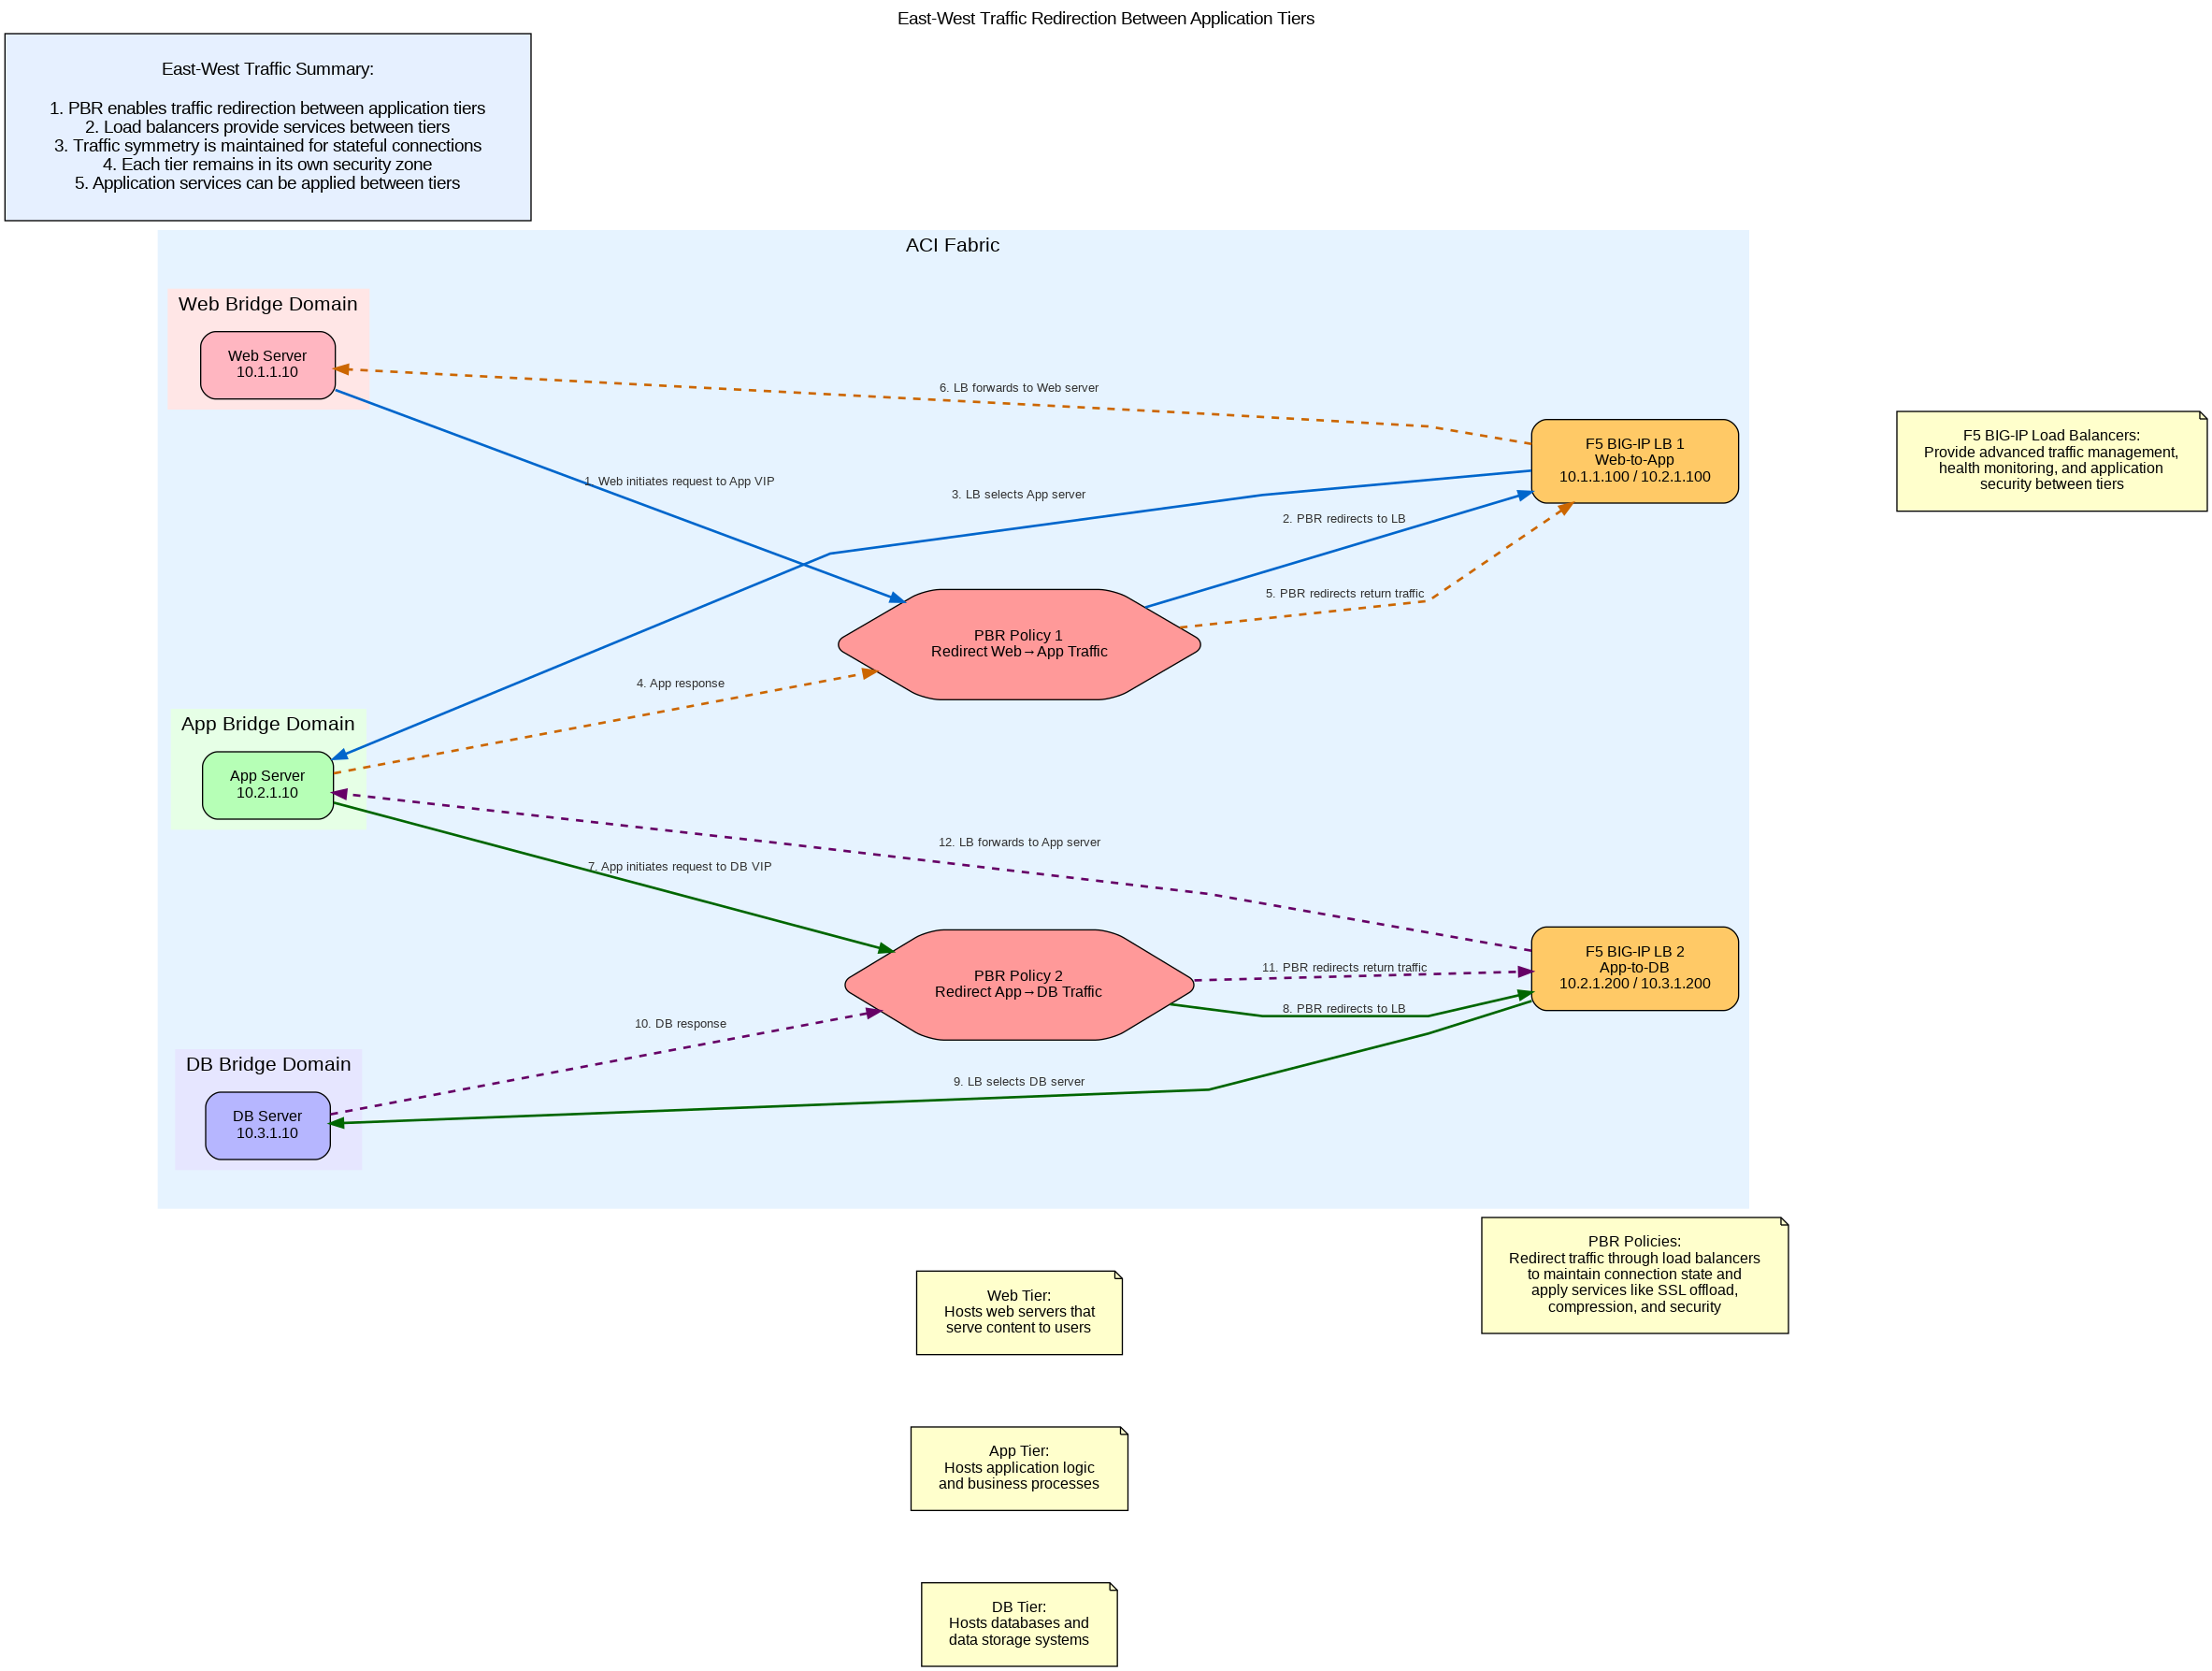 East-West Traffic Redirection Between Application Tiers
East-West Traffic Summary:
1. PBR enables traffic redirection between application tiers
2. Load balancers provide services between tiers
3. Traffic symmetry is maintained for stateful connections
4. Each tier remains in its own security zone
5. Application services can be applied between tiers
ACI Fabric
Web Bridge Domain
Web Server
10.1.1.10
6. LB forwards to Web server
F5 BIG-IP LB 1
Web-to-App
10.1.1.100 / 10.2.1.100
F5 BIG-IP Load Balancers:
Provide advanced traffic management,
health monitoring, and application
security between tiers
1. Web initiates request to App VIP
3. LB selects App server
2. PBR redirects to LB
5. PBR redirects return traffic
PBR Policy 1
Redirect Web→App Traffic
4. App response
App Bridge Domain
App Server
10.2.1.10
12. LB forwards to App server
7. App initiates request to DB VIP
F5 BIG-IP LB 2
App-to-DB
10.2.1.200 / 10.3.1.200
11. PBR redirects return traffic
PBR Policy 2
Redirect App→DB Traffic
8. PBR redirects to LB
10. DB response
9. LB selects DB server
DB Bridge Domain
DB Server
10.3.1.10
PBR Policies:
Redirect traffic through load balancers
to maintain connection state and
apply services like SSL offload,
compression, and security
Web Tier:
Hosts web servers that
serve content to users
App Tier:
Hosts application logic
and business processes
DB Tier:
Hosts databases and
data storage systems